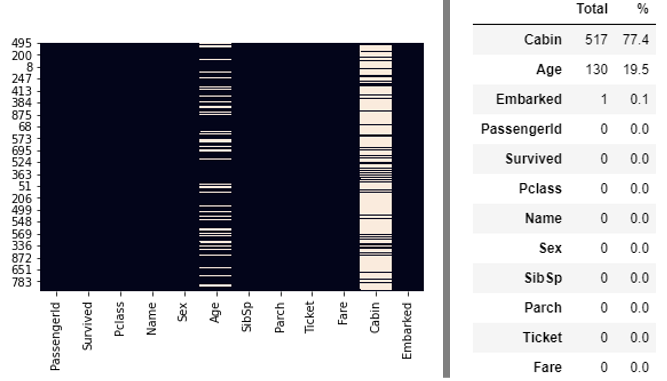 495
200
8
247
413
384
875
68
573
695
524
363
51
206
499
548
569
336
872
651
783
PassengerId
Survived
Pclass
Name
Sex
Age
SibSp
Parch
Ticket
Fare
Cabin
Embarked
Total %
Cabin 517 77.4
Age 130 19.5
Embarked 1 0.1
PassengerId 0 0.0
Survived 0 0.0
Pclass 0 0.0
Name 0 0.0
Sex 0 0.0
SibSp 0 0.0
Parch 0 0.0
Ticket 0 0.0
Fare 0 0.0